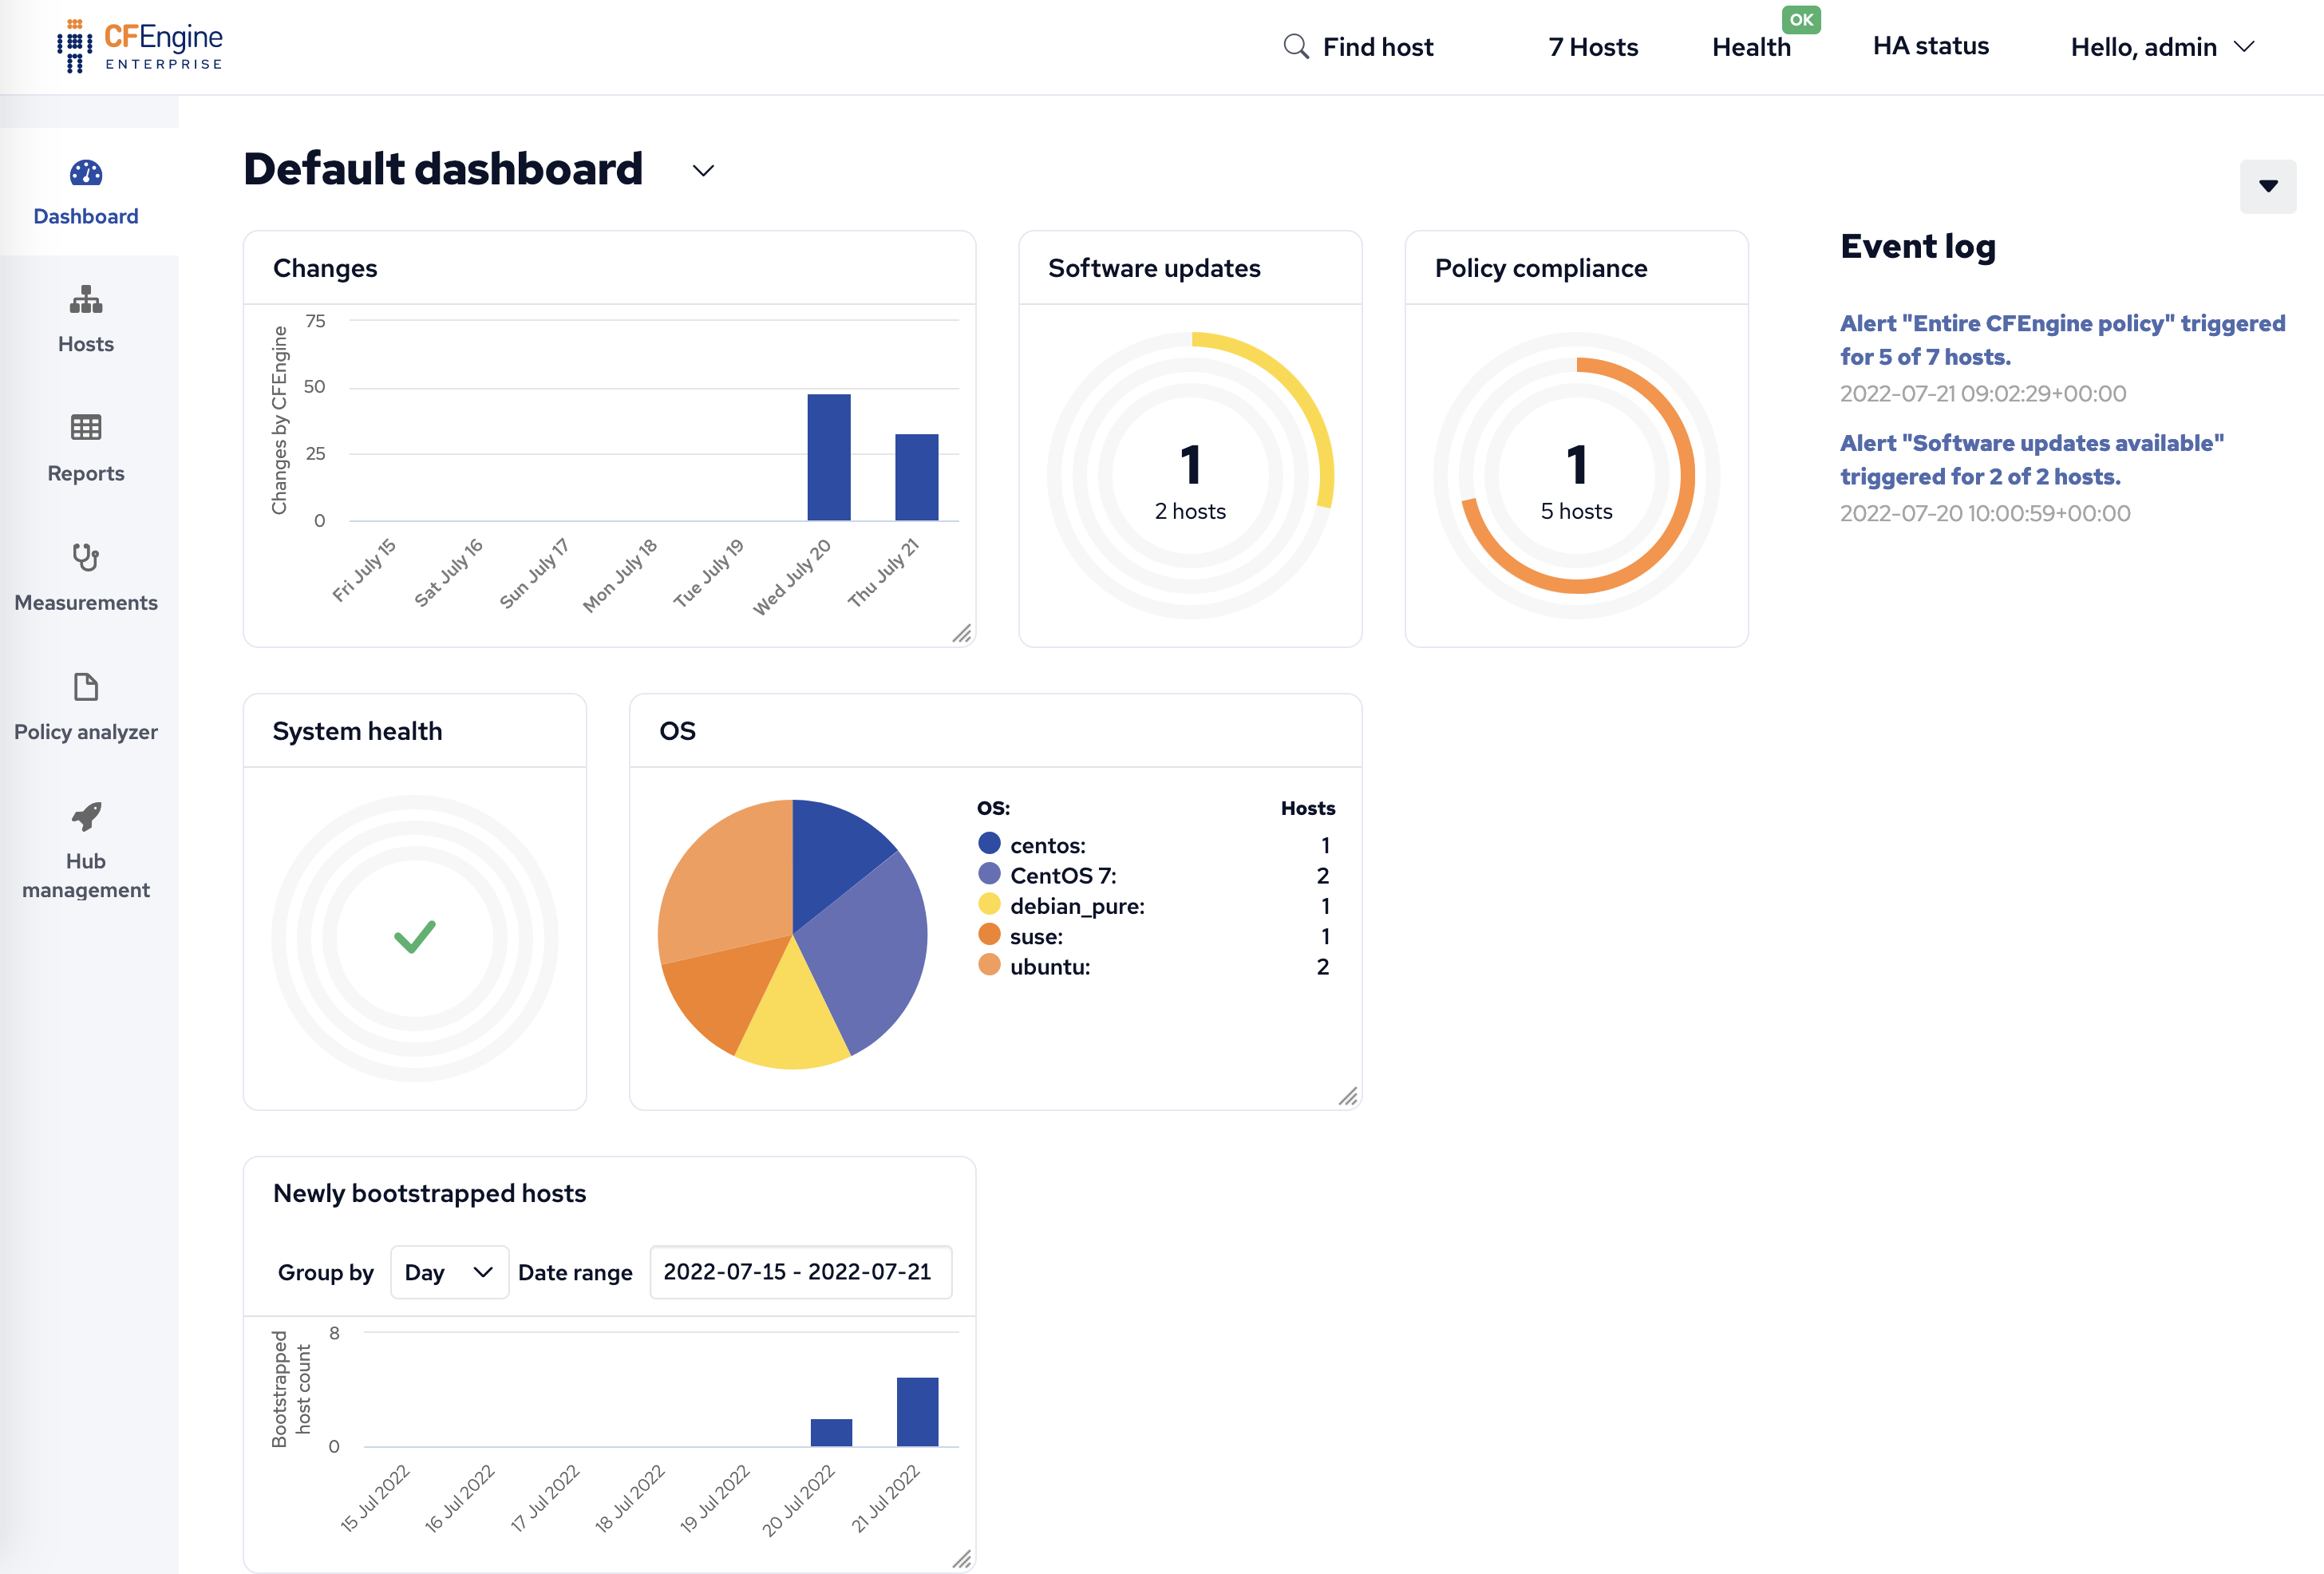 CFEngine
ENTERPRISE
Find host
7 Hosts
Health
OK
HA status
Hello, admin
Dashboard
Hosts
Reports
Measurements
Policy analyzer
Hub
management
Default dashboard
Changes
Changes by CFEngine
75
50
25
0
Fri July 15
Sat July 16
Sun July 17
Mon July 18
Tue July 19
Wed July 20
Thu July 21
Software updates
1
2 hosts
Policy compliance
1
5 hosts
Event log
Alert "Entire CFEngine policy" triggered
for 5 of 7 hosts.
2022-07-21 09:02:29+00:00
Alert "Software updates available"
triggered for 2 of 2 hosts.
2022-07-20 10:00:59+00:00
System health
OS
OS: Hosts
centos: 1
CentOS 7: 2
debian_pure: 1
suse: 1
ubuntu: 2
Newly bootstrapped hosts
Group by Day Date range 2022-07-15 - 2022-07-21
Bootstrapped
host count
8
0
15 Jul 2022
16 Jul 2022
17 Jul 2022
18 Jul 2022
19 Jul 2022
20 Jul 2022
21 Jul 2022